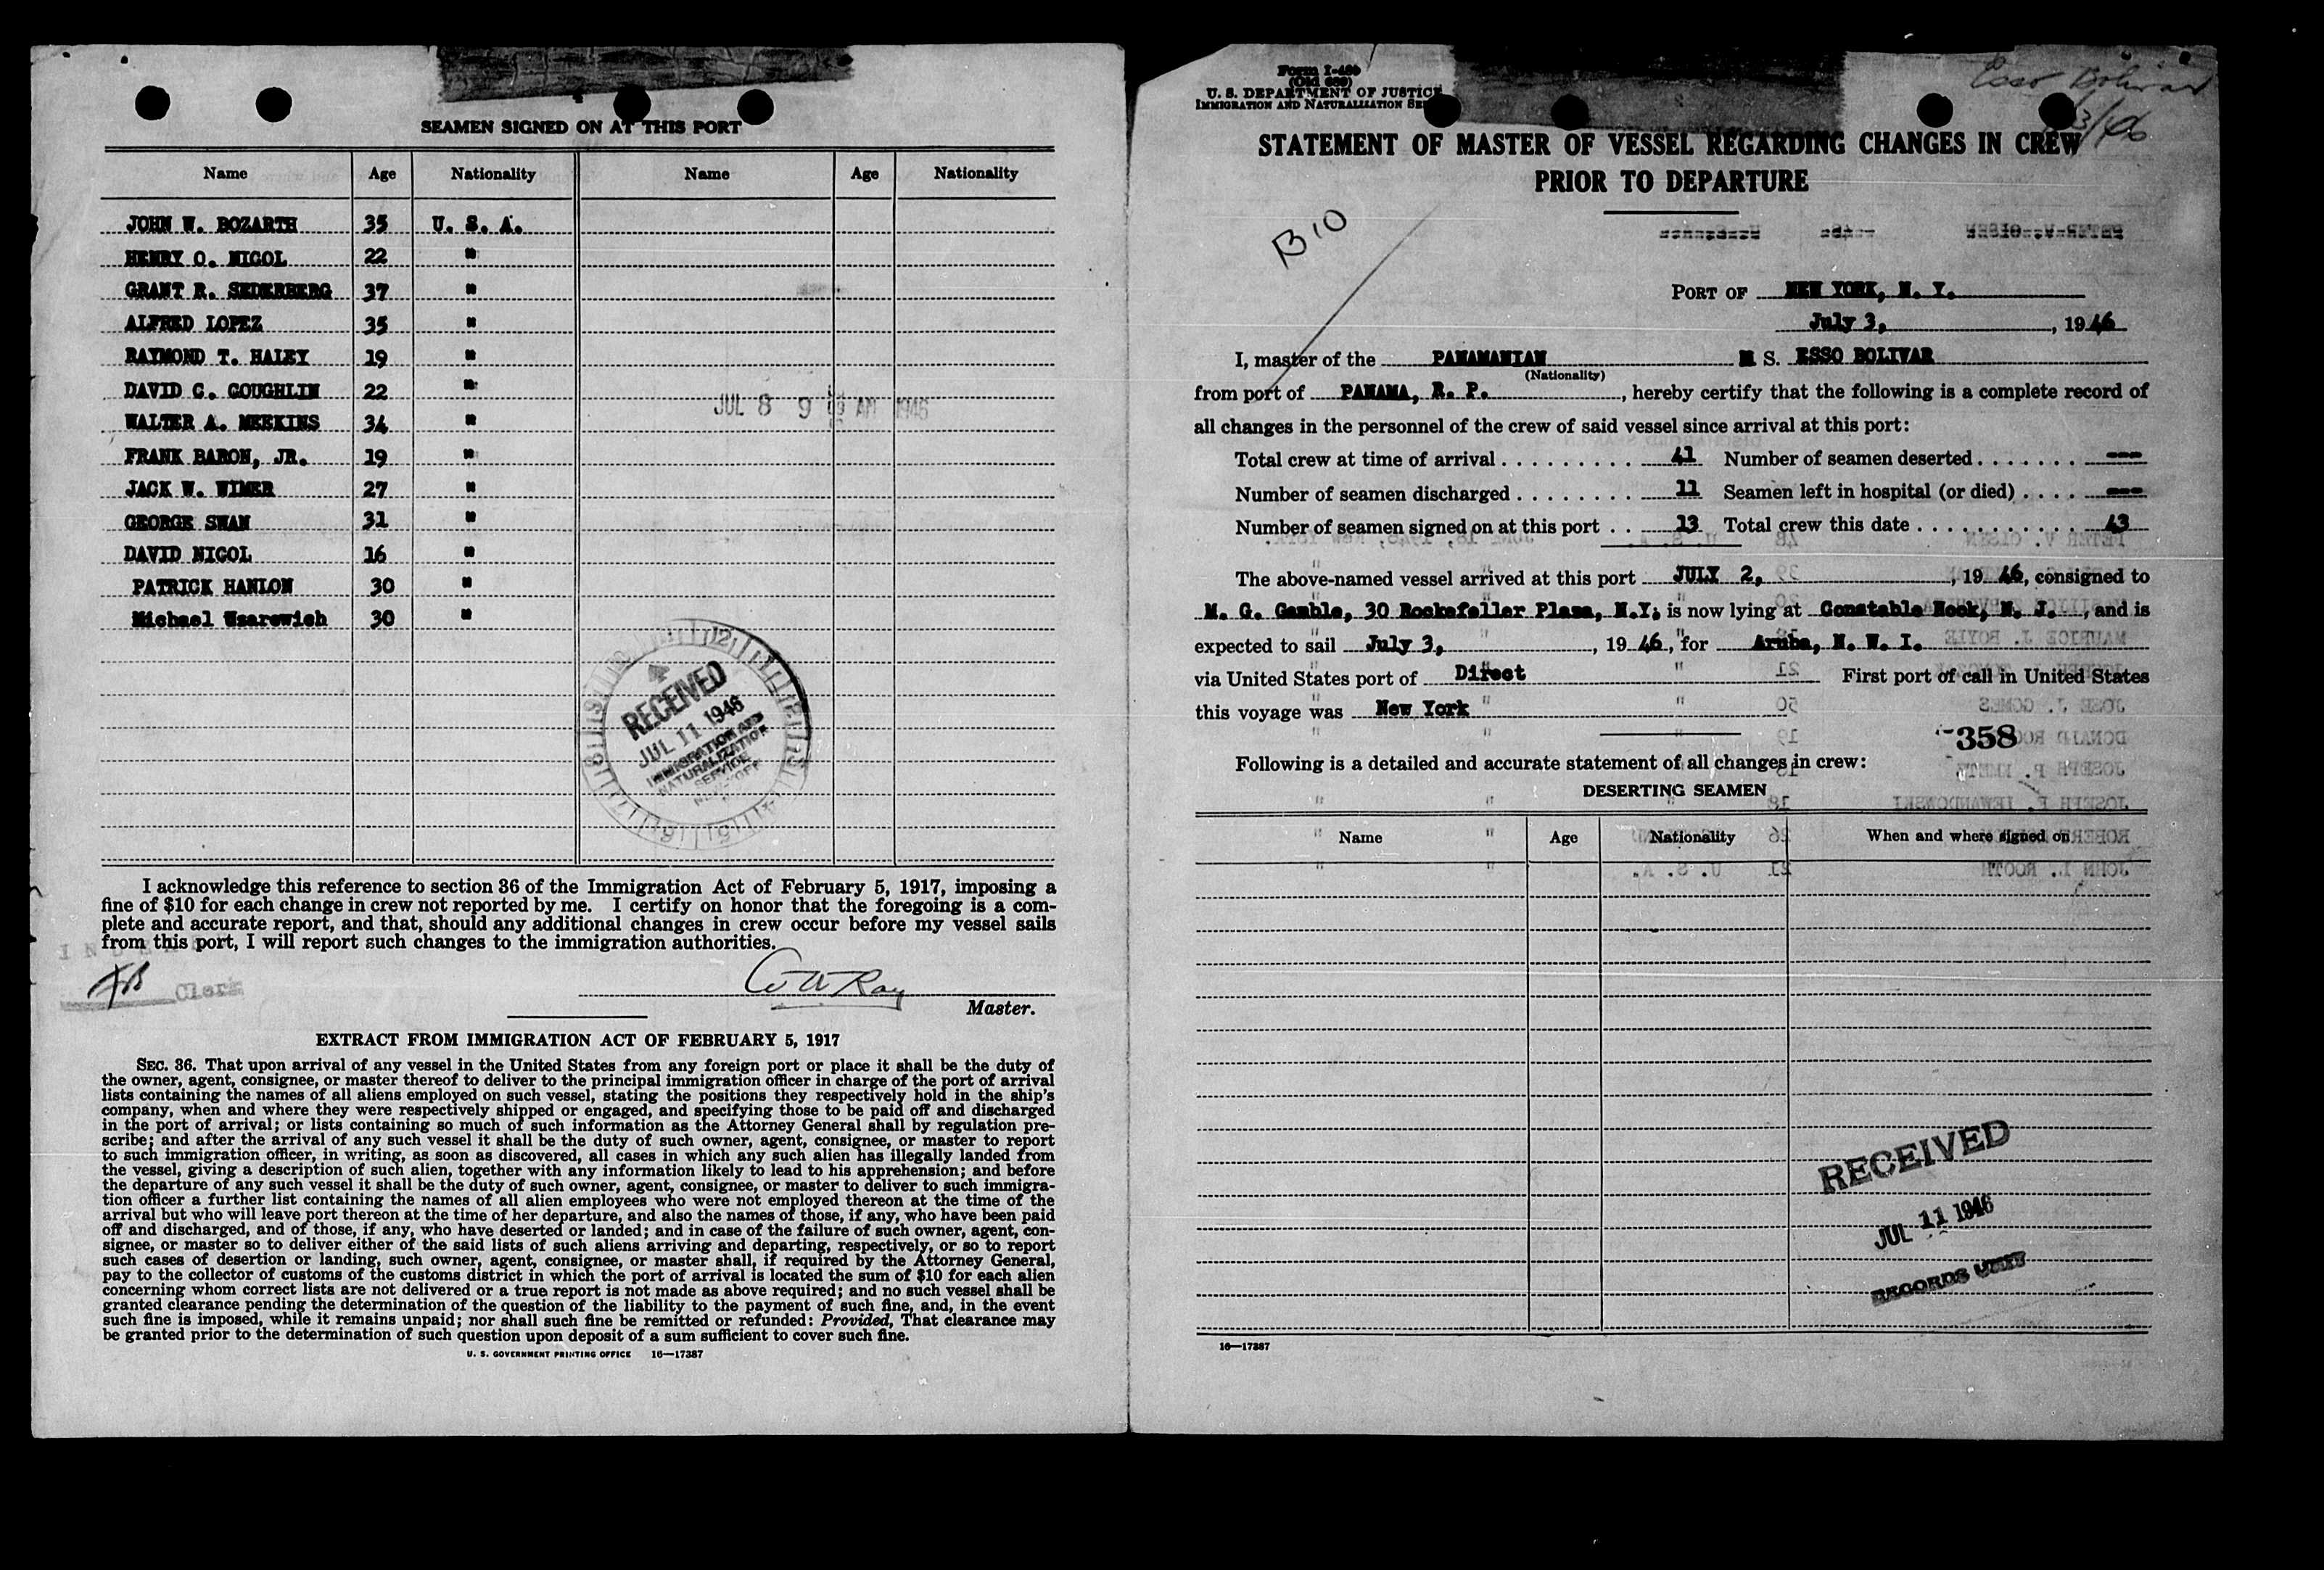 SEAMEN SIGNED ON AT THIS PORT
Name Age Nationality Name Age Nationality
JOHN W. BOZARTH 35 U. S. A.
HENRY O. NICOL 22 "
GRANT R. SEDERBERG 37 "
ALFRED LOPEZ 35 "
RAYMOND T. HALEY 19 "
DAVID C. COUGHLIN 22 "
JUL 8 9 AM 1946
WALTER A. MEEKINS 34 "
FRANK BARON, JR. 19 "
JACK W. WIMER 27 "
GEORGE SWAN 31 "
DAVID NICOL 16 "
PATRICK HANLON 30 "
Michael Uzarewich 30 "
RECEIVED
JUL 11 1946
IMMIGRATION AND
NATURALIZATION
SERVICE
I acknowledge this reference to section 36 of the Immigration Act of February 5, 1917, imposing a
fine of $10 for each change in crew not reported by me. I certify on honor that the foregoing is a com-
plete and accurate report, and that, should any additional changes in crew occur before my vessel sails
from this port, I will report such changes to the immigration authorities.
Clerk
Master.
EXTRACT FROM IMMIGRATION ACT OF FEBRUARY 5, 1917
SEC. 36. That upon arrival of any vessel in the United States from any foreign port or place it shall be the duty of
the owner, agent, consignee, or master thereof to deliver to the principal immigration officer in charge of the port of arrival
lists containing the names of all aliens employed on such vessel, stating the positions they respectively hold in the ship's
company, when and where they were respectively shipped or engaged, and specifying those to be paid off and discharged
in the port of arrival; or lists containing so much of such information as the Attorney General shall by regulation pre-
scribe; and after the arrival of any such vessel it shall be the duty of such owner, agent, consignee, or master to report
to such immigration officer, in writing, as soon as discovered, all cases in which any such alien has illegally landed from
the vessel, giving a description of such alien, together with any information likely to lead to his apprehension; and before
the departure of any such vessel it shall be the duty of such owner, agent, consignee, or master to deliver to such immigra-
tion officer a further list containing the names of all alien employees who were not employed thereon at the time of the
arrival but who will leave port thereon at the time of her departure, and also the names of those, if any, who have been paid
off and discharged, and of those, if any, who have deserted or landed; and in case of the failure of such owner, agent, con-
signee, or master so to deliver either of the said lists of such aliens arriving and departing, respectively, or so to report
such cases of desertion or landing, such owner, agent, consignee, or master shall, if required by the Attorney General,
pay to the collector of customs of the customs district in which the port of arrival is located the sum of $10 for each alien
concerning whom correct lists are not delivered or a true report is not made as above required; and no such vessel shall be
granted clearance pending the determination of the question of the liability to the payment of such fine, and, in the event
such fine is imposed, while it remains unpaid; nor shall such fine be remitted or refunded: Provided, That clearance may
be granted prior to the determination of such question upon deposit of a sum sufficient to cover such fine.
U. S. GOVERNMENT PRINTING OFFICE 16—17387
U. S. DEPARTMENT OF JUSTICE
IMMIGRATION AND NATURALIZATION
Esso Bolivar
STATEMENT OF MASTER OF VESSEL REGARDING CHANGES IN CREW
PRIOR TO DEPARTURE
B10
PORT OF NEW YORK, N. Y.
July 3, , 1946
I, master of the PANAMANIAN M S. ESSO BOLIVAR
(Nationality)
from port of PANAMA, R. P. , hereby certify that the following is a complete record of
all changes in the personnel of the crew of said vessel since arrival at this port:
Total crew at time of arrival . . . . . . . . . 41 Number of seamen deserted . . . . . . . ---
Number of seamen discharged . . . . . . . . 11 Seamen left in hospital (or died) . . . . ---
Number of seamen signed on at this port . . 13 Total crew this date . . . . . . . . . . . . 43
The above-named vessel arrived at this port JULY 2, , 19 46, consigned to
M. G. Gamble, 30 Rockefeller Plaza, N.Y. is now lying at Constable Hook, N. J. , and is
expected to sail July 3, , 19 46, for Aruba, N. W. I.
via United States port of Direct First port of call in United States
this voyage was New York
358
Following is a detailed and accurate statement of all changes in crew:
DESERTING SEAMEN
Name Age Nationality When and where signed on
RECEIVED
JUL 11 1946
RECORDS UNIT
16—17387